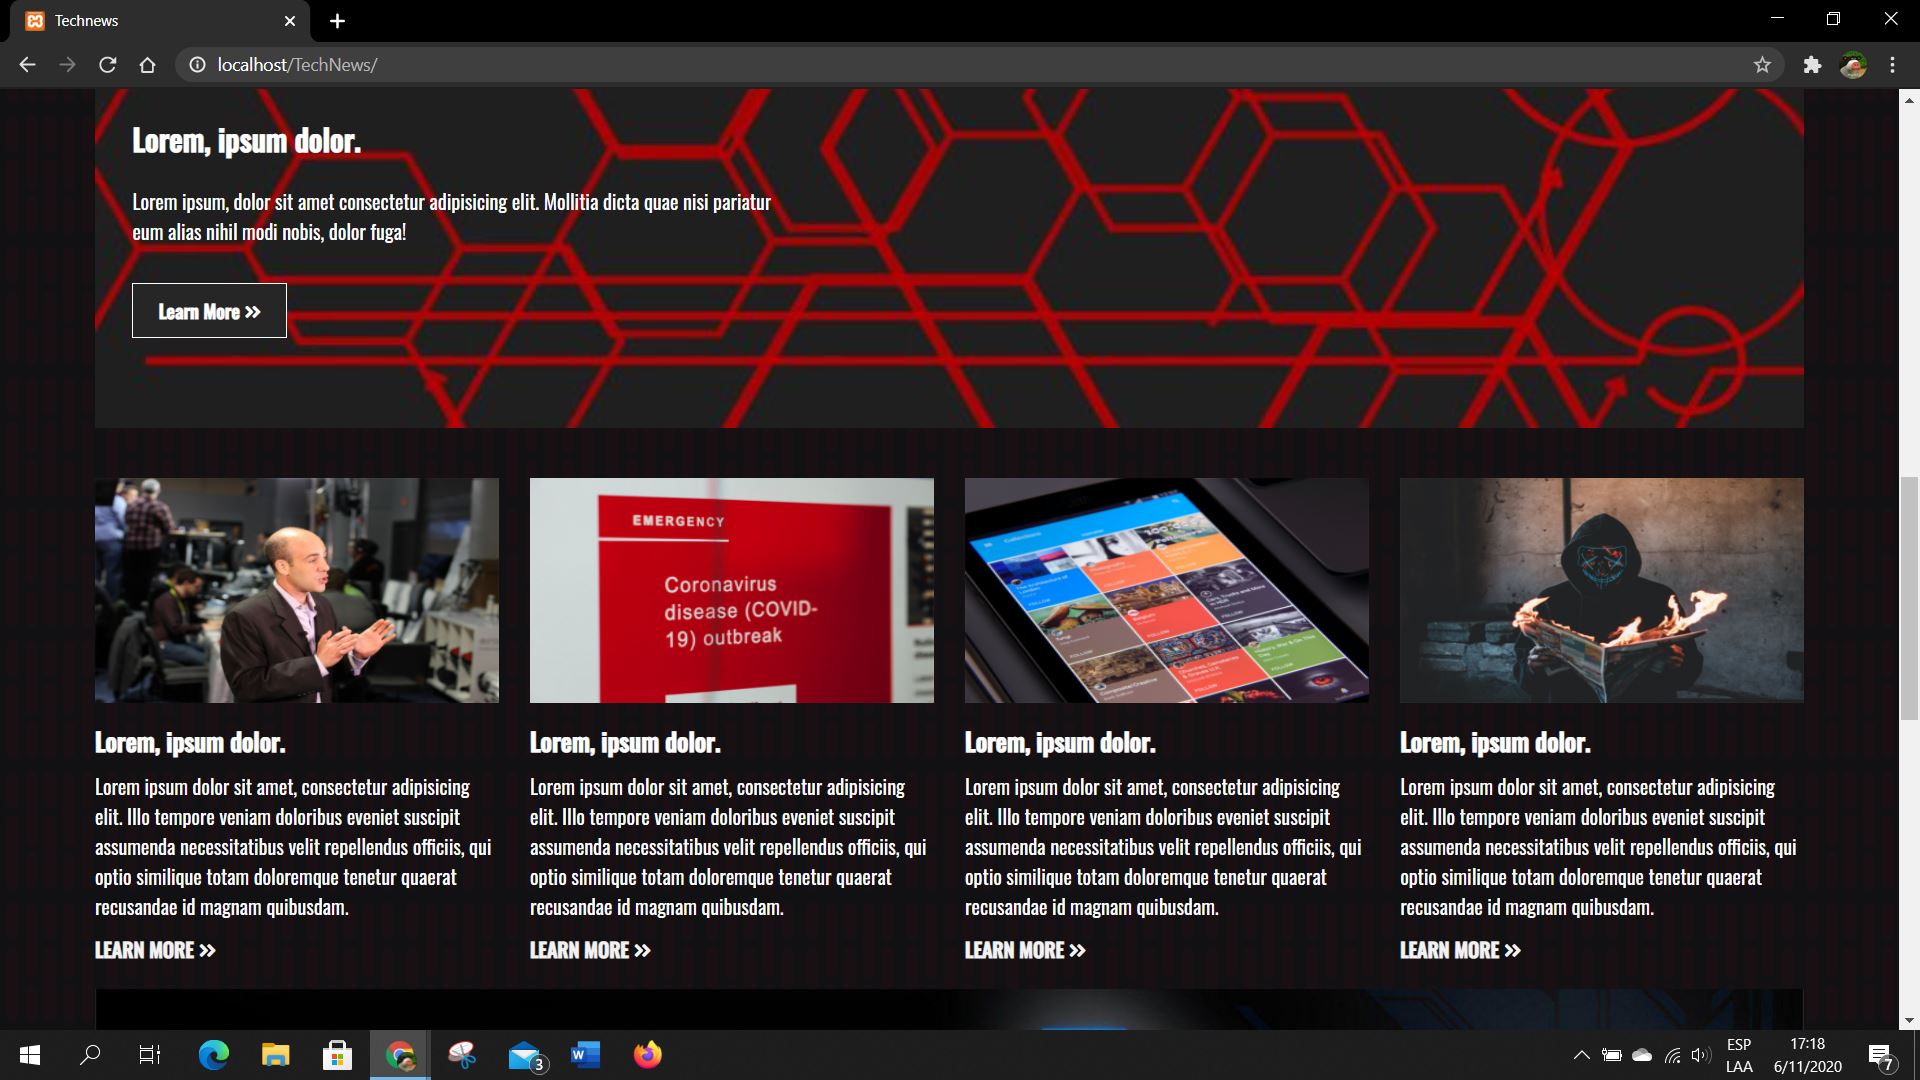 Technews
localhost/TechNews/
Lorem, ipsum dolor.
Lorem ipsum, dolor sit amet consectetur adipisicing elit. Mollitia dicta quae nisi pariatur
eum alias nihil modi nobis, dolor fuga!
Learn More »
EMERGENCY
Coronavirus
disease (COVID-
19) outbreak
Collections
FOLLOW
FOLLOW
FOLLOW
FOLLOW
FOLLOW
FOLLOW
Lorem, ipsum dolor.
Lorem ipsum dolor sit amet, consectetur adipisicing
elit. Illo tempore veniam doloribus eveniet suscipit
assumenda necessitatibus velit repellendus officiis, qui
optio similique totam doloremque tenetur quaerat
recusandae id magnam quibusdam.
LEARN MORE »
Lorem, ipsum dolor.
Lorem ipsum dolor sit amet, consectetur adipisicing
elit. Illo tempore veniam doloribus eveniet suscipit
assumenda necessitatibus velit repellendus officiis, qui
optio similique totam doloremque tenetur quaerat
recusandae id magnam quibusdam.
LEARN MORE »
Lorem, ipsum dolor.
Lorem ipsum dolor sit amet, consectetur adipisicing
elit. Illo tempore veniam doloribus eveniet suscipit
assumenda necessitatibus velit repellendus officiis, qui
optio similique totam doloremque tenetur quaerat
recusandae id magnam quibusdam.
LEARN MORE »
Lorem, ipsum dolor.
Lorem ipsum dolor sit amet, consectetur adipisicing
elit. Illo tempore veniam doloribus eveniet suscipit
assumenda necessitatibus velit repellendus officiis, qui
optio similique totam doloremque tenetur quaerat
recusandae id magnam quibusdam.
LEARN MORE »
3
W
ESP
LAA
17:18
6/11/2020
7